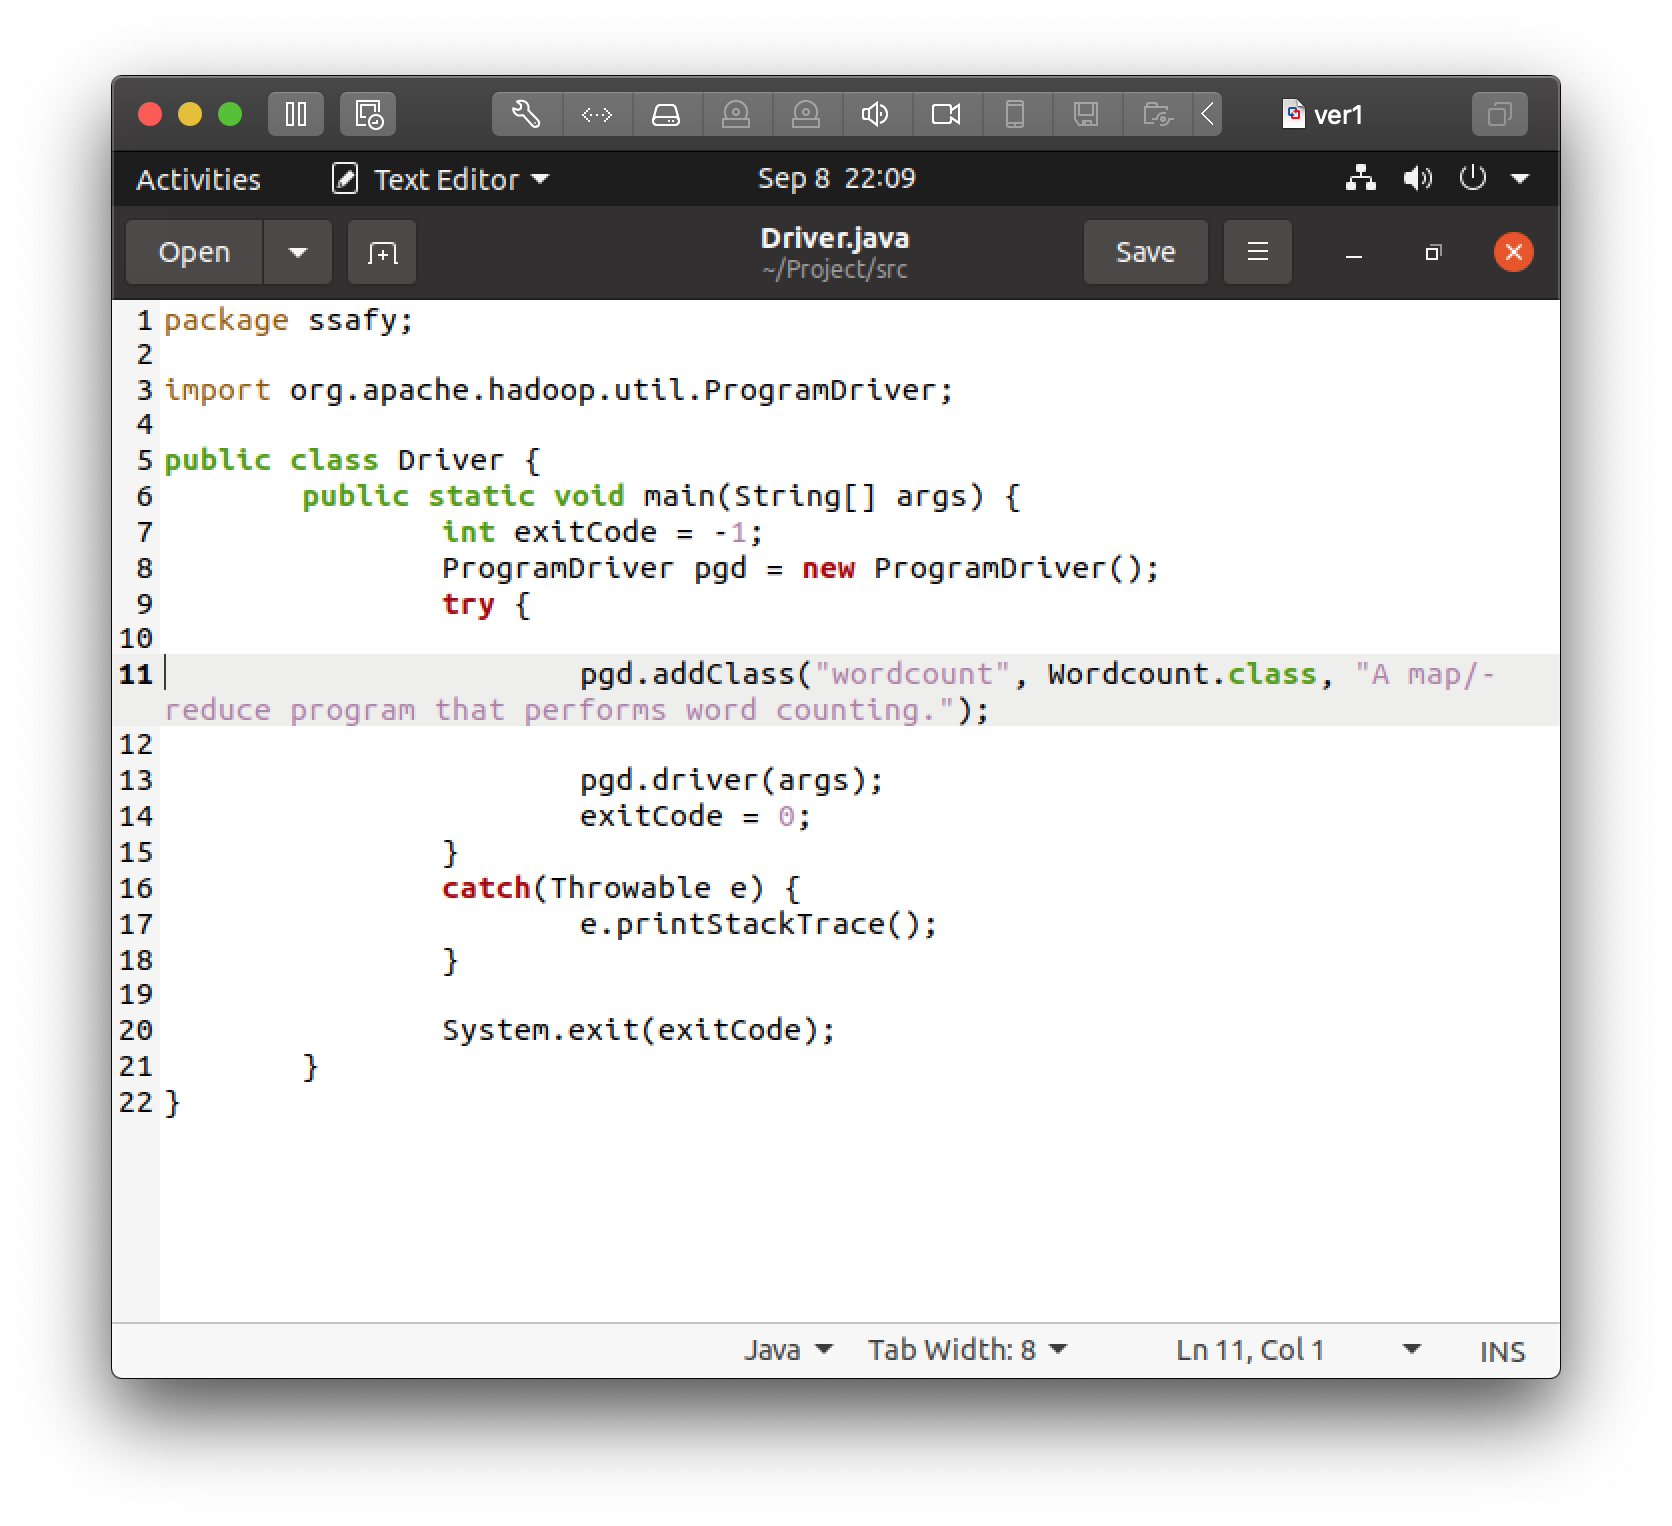 ver1
Activities Text Editor Sep 8 22:09
Open Driver.java Save
~/Project/src
1 package ssafy;
2
3 import org.apache.hadoop.util.ProgramDriver;
4
5 public class Driver {
6 public static void main(String[] args) {
7 int exitCode = -1;
8 ProgramDriver pgd = new ProgramDriver();
9 try {
10
11 pgd.addClass("wordcount", Wordcount.class, "A map/-
reduce program that performs word counting.");
12
13 pgd.driver(args);
14 exitCode = 0;
15 }
16 catch(Throwable e) {
17 e.printStackTrace();
18 }
19
20 System.exit(exitCode);
21 }
22 }
Java Tab Width: 8 Ln 11, Col 1 INS